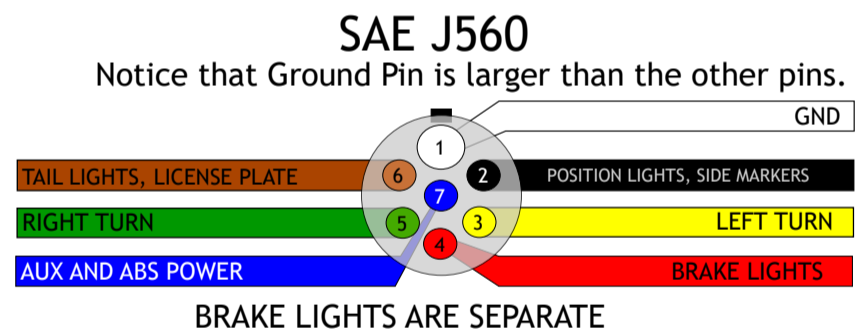 SAE J560
Notice that Ground Pin is larger than the other pins.
GND
1
TAIL LIGHTS, LICENSE PLATE
6
2
POSITION LIGHTS, SIDE MARKERS
7
RIGHT TURN
5
3
LEFT TURN
4
AUX AND ABS POWER
BRAKE LIGHTS
BRAKE LIGHTS ARE SEPARATE